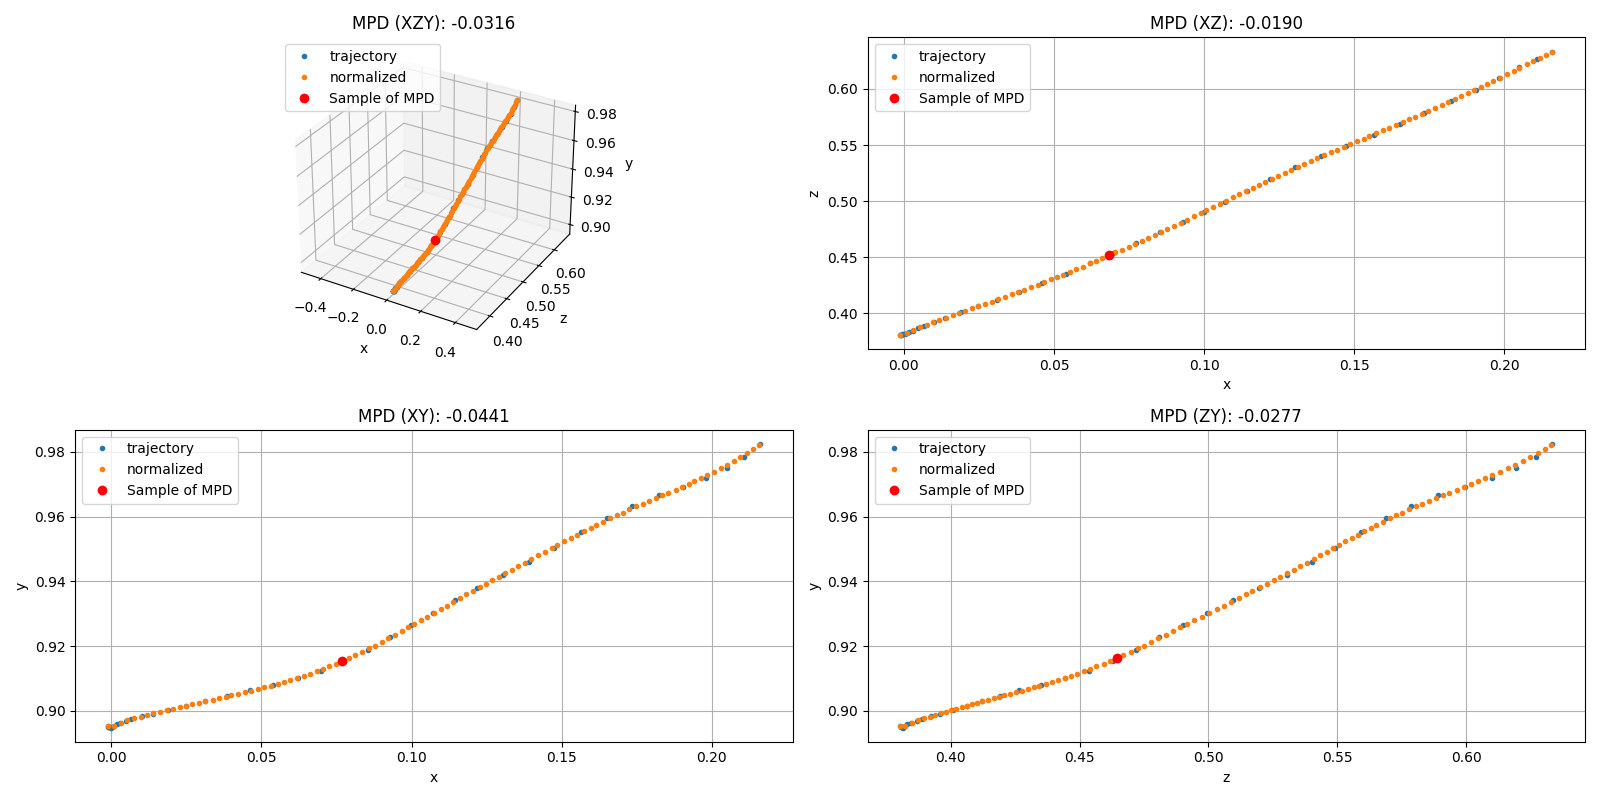 MPD (XZY): -0.0316
trajectory
normalized
Sample of MPD
0.98
0.96
0.94
0.92
0.90
y
0.60
0.55
0.50
0.45
0.40
z
−0.4
−0.2
0.0
0.2
0.4
x
MPD (XZ): -0.0190
trajectory
normalized
Sample of MPD
0.60
0.55
0.50
0.45
0.40
z
0.00 0.05 0.10 0.15 0.20
x
MPD (XY): -0.0441
trajectory
normalized
Sample of MPD
0.98
0.96
0.94
0.92
0.90
y
0.00 0.05 0.10 0.15 0.20
x
MPD (ZY): -0.0277
trajectory
normalized
Sample of MPD
0.98
0.96
0.94
0.92
0.90
y
0.40 0.45 0.50 0.55 0.60
z